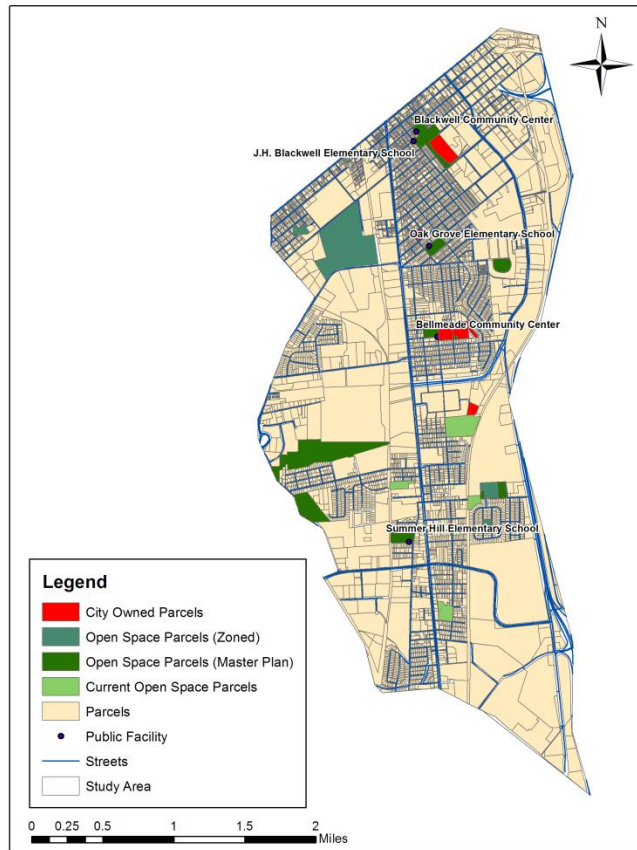 N
Blackwell Community Center
J.H. Blackwell Elementary School
Oak Grove Elementary School
Bellmeade Community Center
Summer Hill Elementary School
Legend
City Owned Parcels
Open Space Parcels (Zoned)
Open Space Parcels (Master Plan)
Current Open Space Parcels
Parcels
Public Facility
Streets
Study Area
0 0.25 0.5 1 1.5 2
Miles